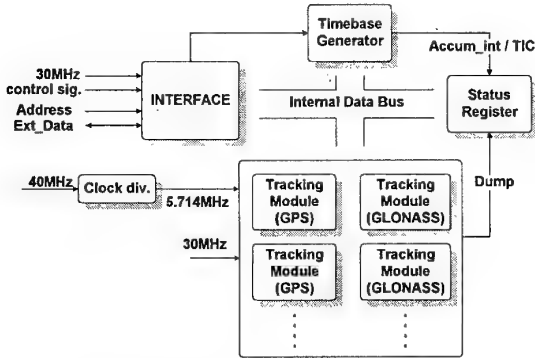 Timebase
Generator
Accum_int / TIC
30MHz
control sig.
Address
Ext_Data
INTERFACE
Internal Data Bus
Status
Register
40MHz
Clock div.
5.714MHz
Dump
30MHz
Tracking
Module
(GPS)
Tracking
Module
(GLONASS)
Tracking
Module
(GPS)
Tracking
Module
(GLONASS)